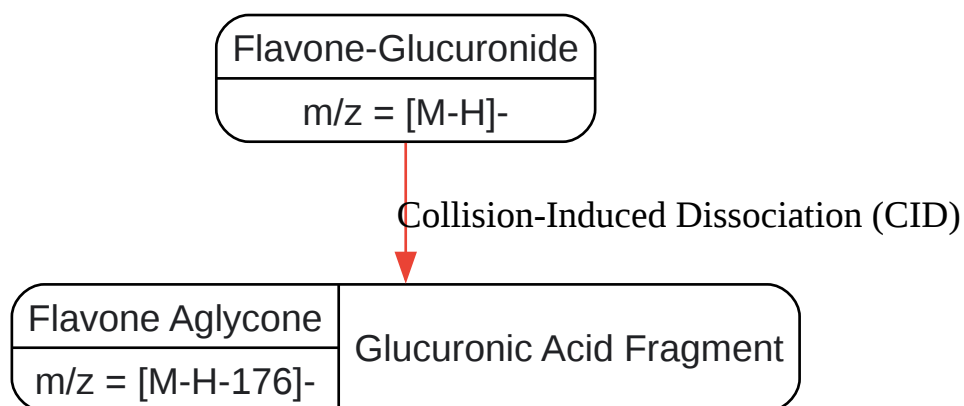 Flavone-Glucuronide
m/z = [M-H]-
Collision-Induced Dissociation (CID)
Flavone Aglycone
m/z = [M-H-176]-
Glucuronic Acid Fragment